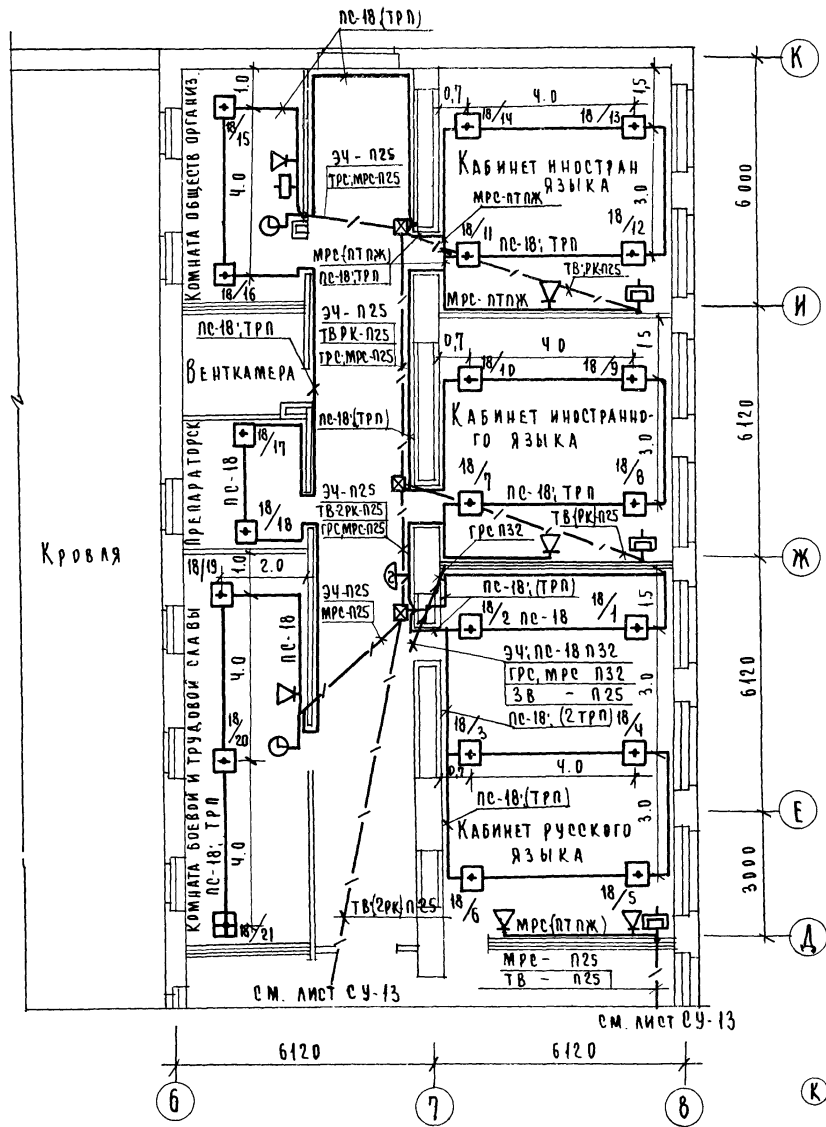 ПС-18 (ТРП)
К
1.0
0,7
4.0
1,5
18/15
18/14
18/13
ЭЧ - П25
ТРС; МРС-П25
КАБИНЕТ ИНОСТРАН
ЯЗЫКА
6000
КОМНАТА ОБЩЕСТВ ОРГАНИЗ
4.0
МРС-ПТПЖ
3.0
18/11
18/12
ПС-18; ТРП
МРС (ПТПЖ)
ПС-18; ТРП
18/16
ТВ; РК-П25
МРС-ПТПЖ
И
ЭЧ - П25
ТВ РК-П25
ГРС; МРС-П25
ПС-18; ТРП
0,7
4.0
1.5
ВЕНТКАМЕРА
18/10
18/9
КАБИНЕТ ИНОСТРАННО-
ГО ЯЗЫКА
6120
ПС-18; (ТРП)
3.0
ПРЕПАРАТОРСК
ПС-18
18/17
18/7
18/8
18/18
ПС-18; ТРП
ЭЧ-П25
ТВ-2РК-П25
ГРС, МРС-П25
ТВ (РК)-П25
ГРС П32
КРОВЛЯ
Ж
18/19
1.0
2.0
ЭЧ-П25
МРС-П25
ПС-18; (ТРП)
18/2
ПС-18
18/1
1.5
ПС-18
4.0
ЭЧ; ПС-18 П32
ГРС, МРС П32
ЗВ - П25
6120
3.0
ПС-18; (2ТРП)
18/20
18/3
18/4
0,7
4.0
КОМНАТА БОЕВОЙ И ТРУДОВОЙ СЛАВЫ
ПС-18; ТРП
4.0
ПС-18; (ТРП)
3.0
Е
КАБИНЕТ РУССКОГО
ЯЗЫКА
3000
18/6
18/5
ТВ (2РК) П25
18/21
МРС (ПТПЖ)
Д
МРС - П25
ТВ - П25
СМ. ЛИСТ СУ-13
СМ. ЛИСТ СУ-13
6120
6120
6
7
8
К